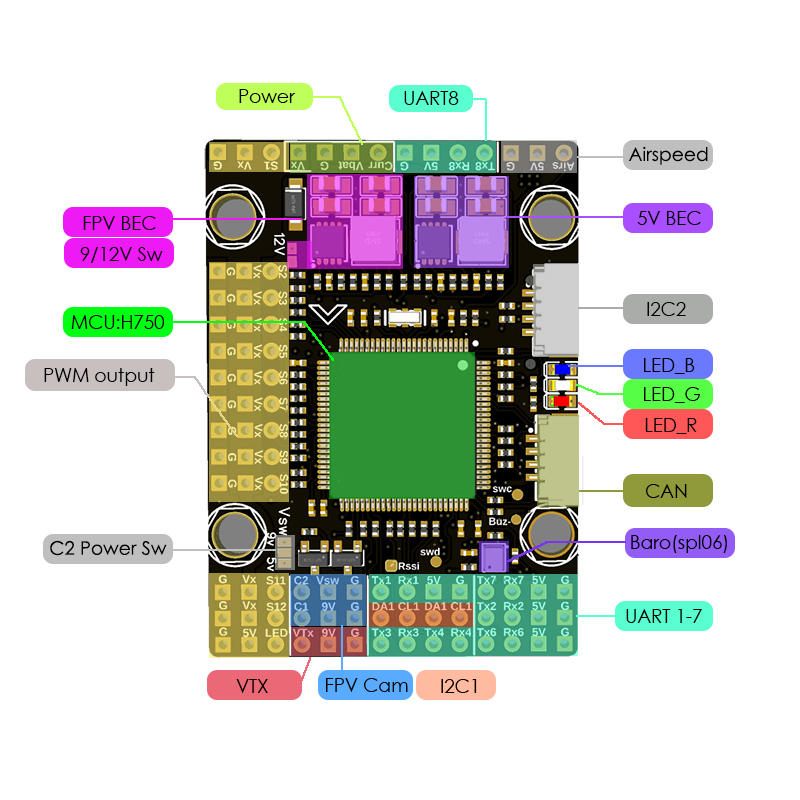 Power
UART8
Airspeed
G Vx S1 Vx G Vbat Curr G 5V Rx8 Tx8 G 5V Airs
FPV BEC
9/12V Sw
5V BEC
12V
G Vx S2
G Vx S3
G Vx S4
G Vx S5
G Vx S6
G Vx S7
G Vx S8
G Vx S9
G Vx S10
MCU:H750
I2C2
LED_B
LED_G
LED_R
PWM output
CAN
swc
Buz-
Vsw
9v 5v
C2 Power Sw
Baro(spl06)
swd
Rssi
G Vx S11 C2 Vsw G Tx1 Rx1 5V G Tx7 Rx7 5V G
G Vx S12 C1 9V G DA1 CL1 DA1 CL1 Tx2 Rx2 5V G
G 5V LED VTx 9V G Tx3 Rx3 Tx4 Rx4 Tx6 Rx6 5V G
UART 1-7
VTX
FPV Cam
I2C1